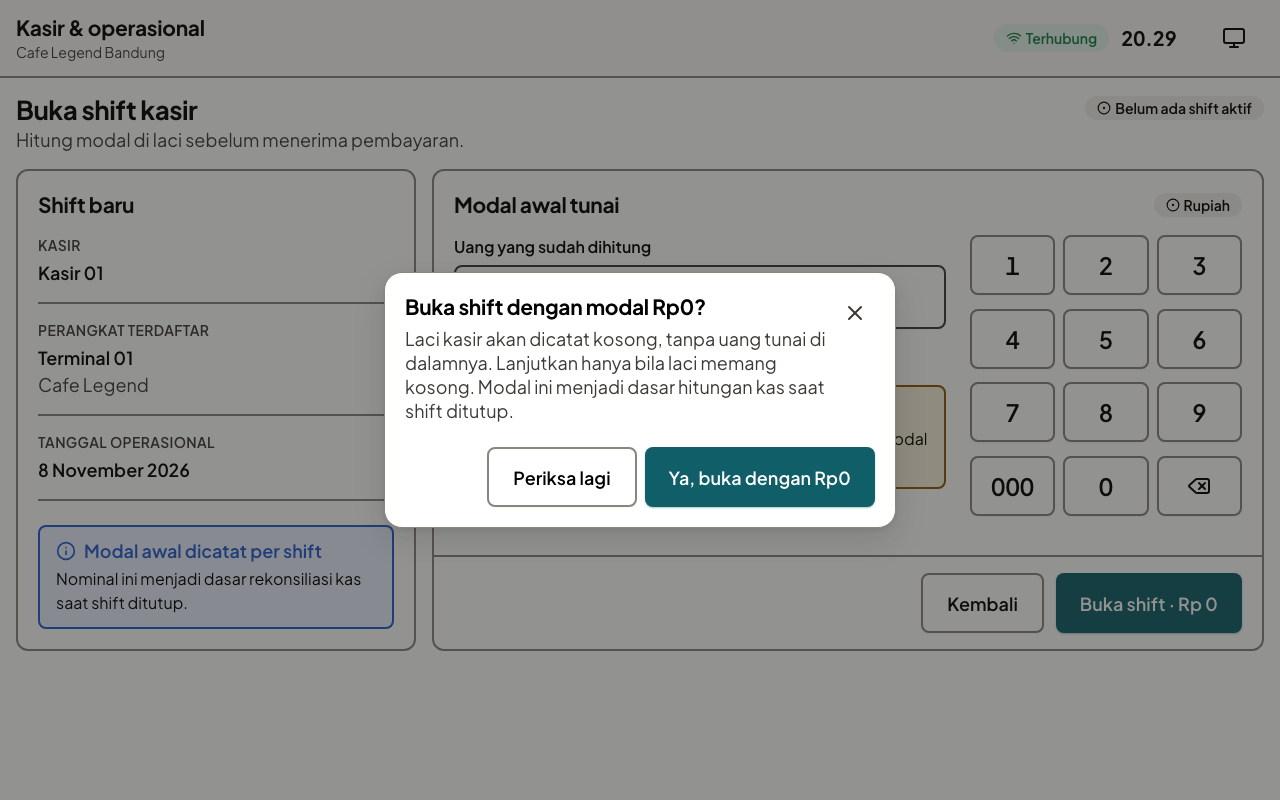 Kasir & operasional
Cafe Legend Bandung
Terhubung
20.29
Buka shift kasir
Hitung modal di laci sebelum menerima pembayaran.
Belum ada shift aktif
Shift baru
KASIR
Kasir 01
PERANGKAT TERDAFTAR
Terminal 01
Cafe Legend
TANGGAL OPERASIONAL
8 November 2026
Modal awal dicatat per shift
Nominal ini menjadi dasar rekonsiliasi kas
saat shift ditutup.
Modal awal tunai
Rupiah
Uang yang sudah dihitung
1 2 3
4 5 6
7 8 9
000 0
Buka shift dengan modal Rp0?
Laci kasir akan dicatat kosong, tanpa uang tunai di
dalamnya. Lanjutkan hanya bila laci memang
kosong. Modal ini menjadi dasar hitungan kas saat
shift ditutup.
Periksa lagi
Ya, buka dengan Rp0
Kembali
Buka shift · Rp 0